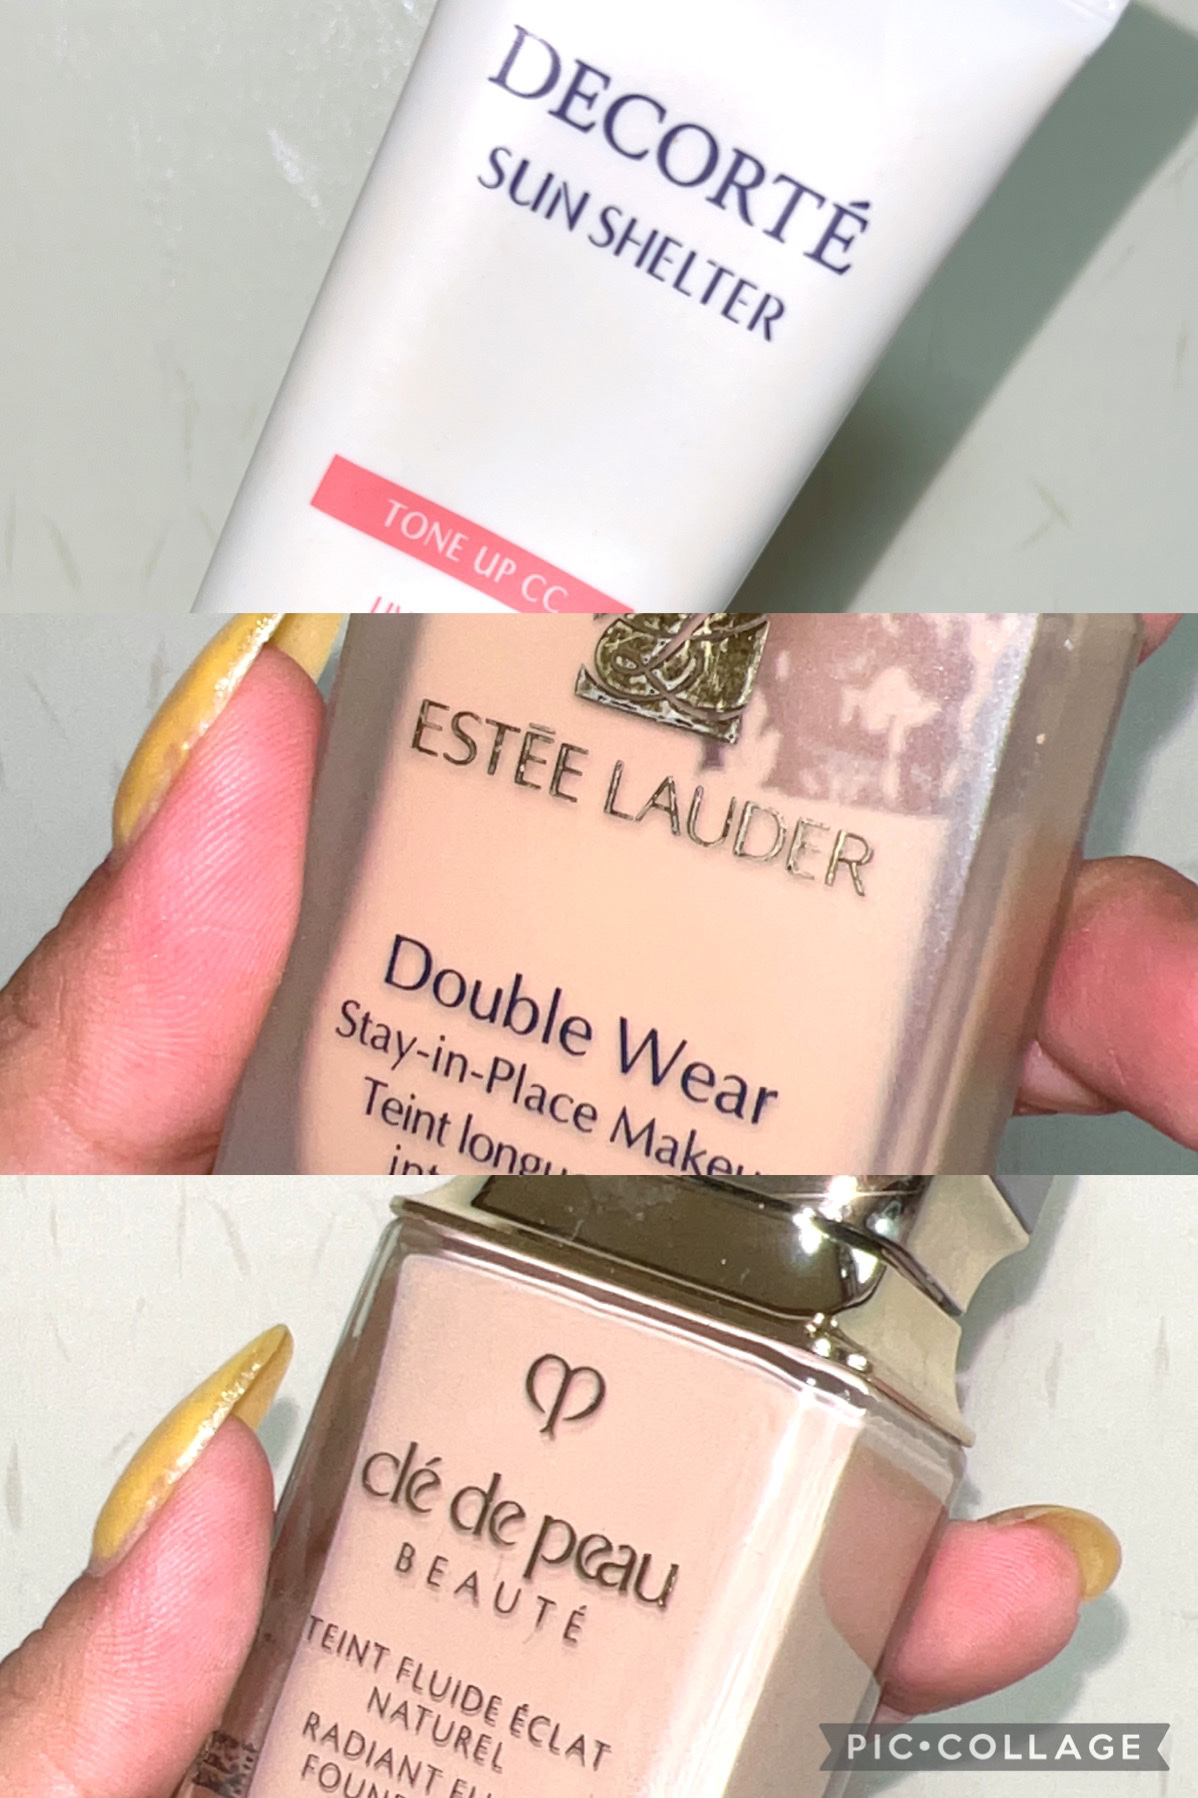 DECORTÉ
SUN SHELTER
TONE UP CC
ESTĒE LAUDER
Double Wear
Stay-in-Place
Teint
clé de peau
BEAUTÉ
TEINT FLUIDE ÉCLAT
NATUREL
RADIANT
PIC•COLLAGE